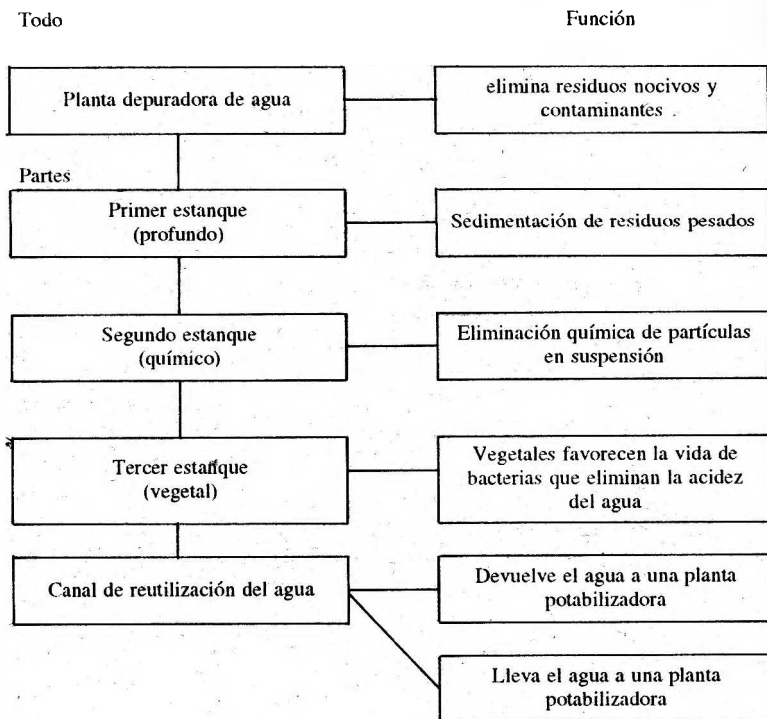 Todo
Función
Planta depuradora de agua
elimina residuos nocivos y
contaminantes
Partes
Primer estanque
(profundo)
Sedimentación de residuos pesados
Segundo estanque
(químico)
Eliminación química de partículas
en suspensión
Tercer estanque
(vegetal)
Vegetales favorecen la vida de
bacterias que eliminan la acidez
del agua
Canal de reutilización del agua
Devuelve el agua a una planta
potabilizadora
Lleva el agua a una planta
potabilizadora